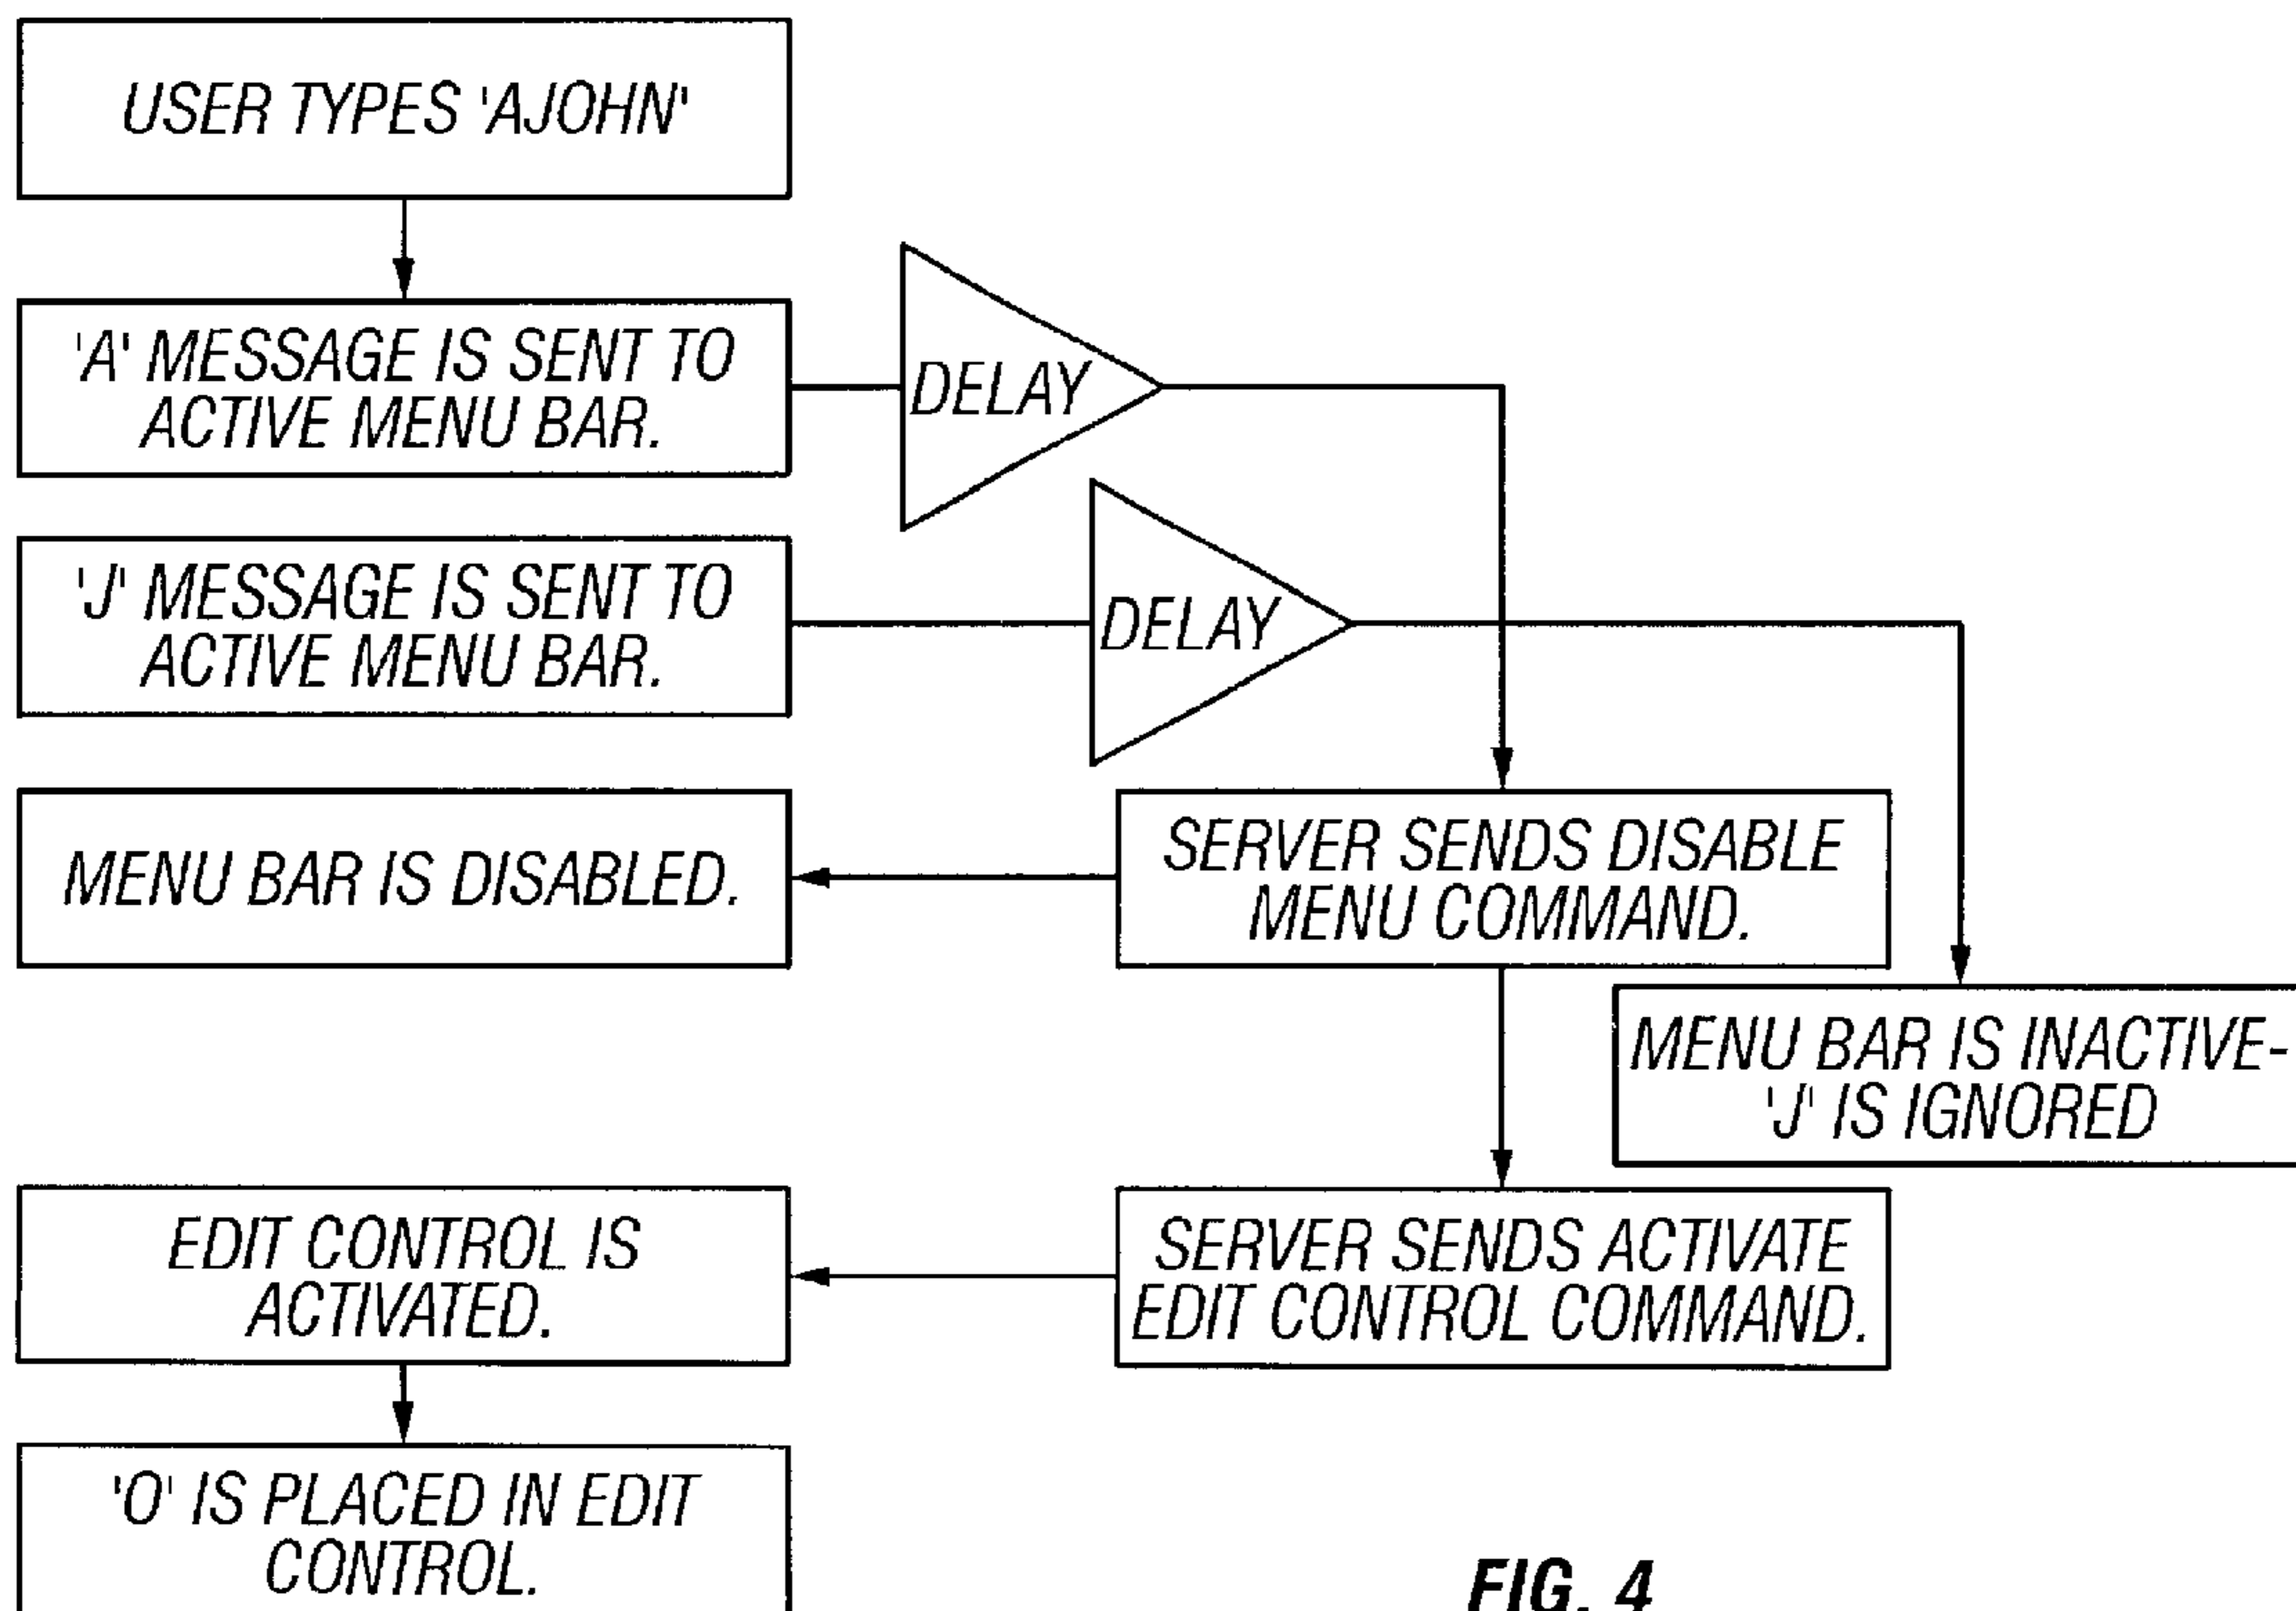 USER TYPES 'AJOHN'
'A' MESSAGE IS SENT TO
ACTIVE MENU BAR.
DELAY
'J' MESSAGE IS SENT TO
ACTIVE MENU BAR.
DELAY
MENU BAR IS DISABLED.
SERVER SENDS DISABLE
MENU COMMAND.
MENU BAR IS INACTIVE-
'J' IS IGNORED
EDIT CONTROL IS
ACTIVATED.
SERVER SENDS ACTIVATE
EDIT CONTROL COMMAND.
'O' IS PLACED IN EDIT
CONTROL.
FIG. 4